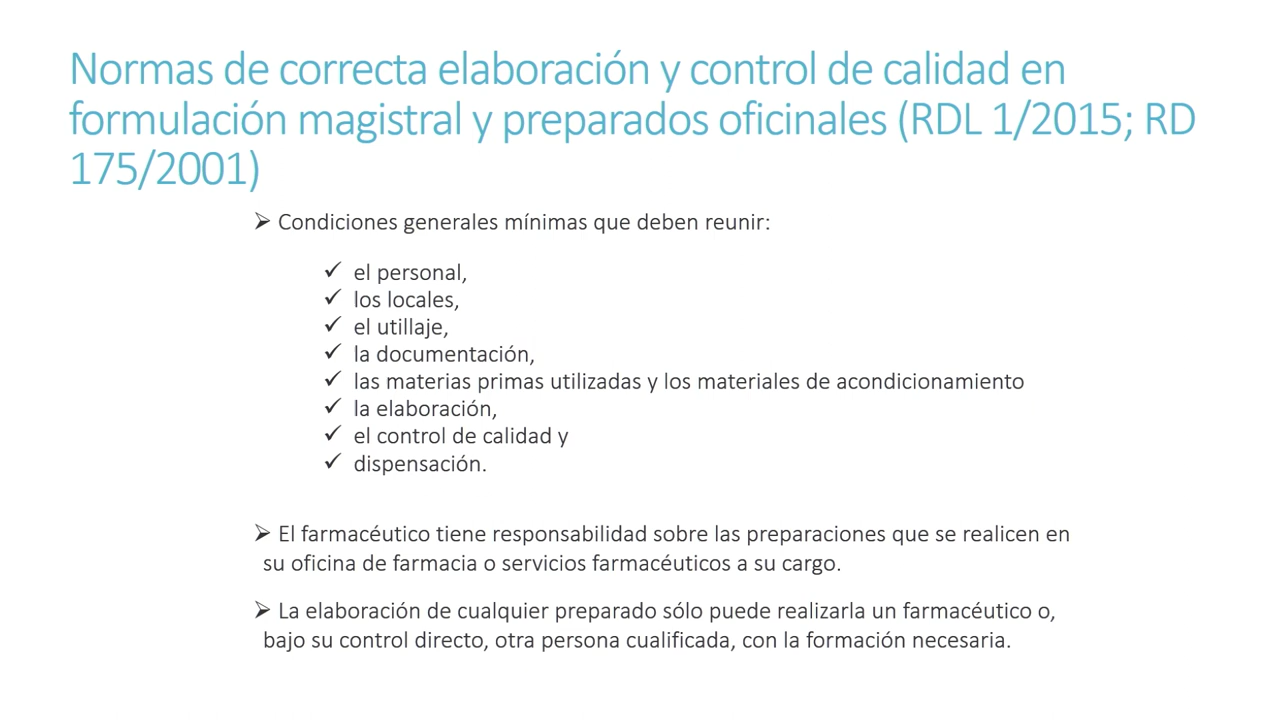 Normas de correcta elaboración y control de calidad en
formulación magistral y preparados oficinales (RDL 1/2015; RD
175/2001)
➢ Condiciones generales mínimas que deben reunir:
✓ el personal,
✓ los locales,
✓ el utillaje,
✓ la documentación,
✓ las materias primas utilizadas y los materiales de acondicionamiento
✓ la elaboración,
✓ el control de calidad y
✓ dispensación.
➢ El farmacéutico tiene responsabilidad sobre las preparaciones que se realicen en
su oficina de farmacia o servicios farmacéuticos a su cargo.
➢ La elaboración de cualquier preparado sólo puede realizarla un farmacéutico o,
bajo su control directo, otra persona cualificada, con la formación necesaria.